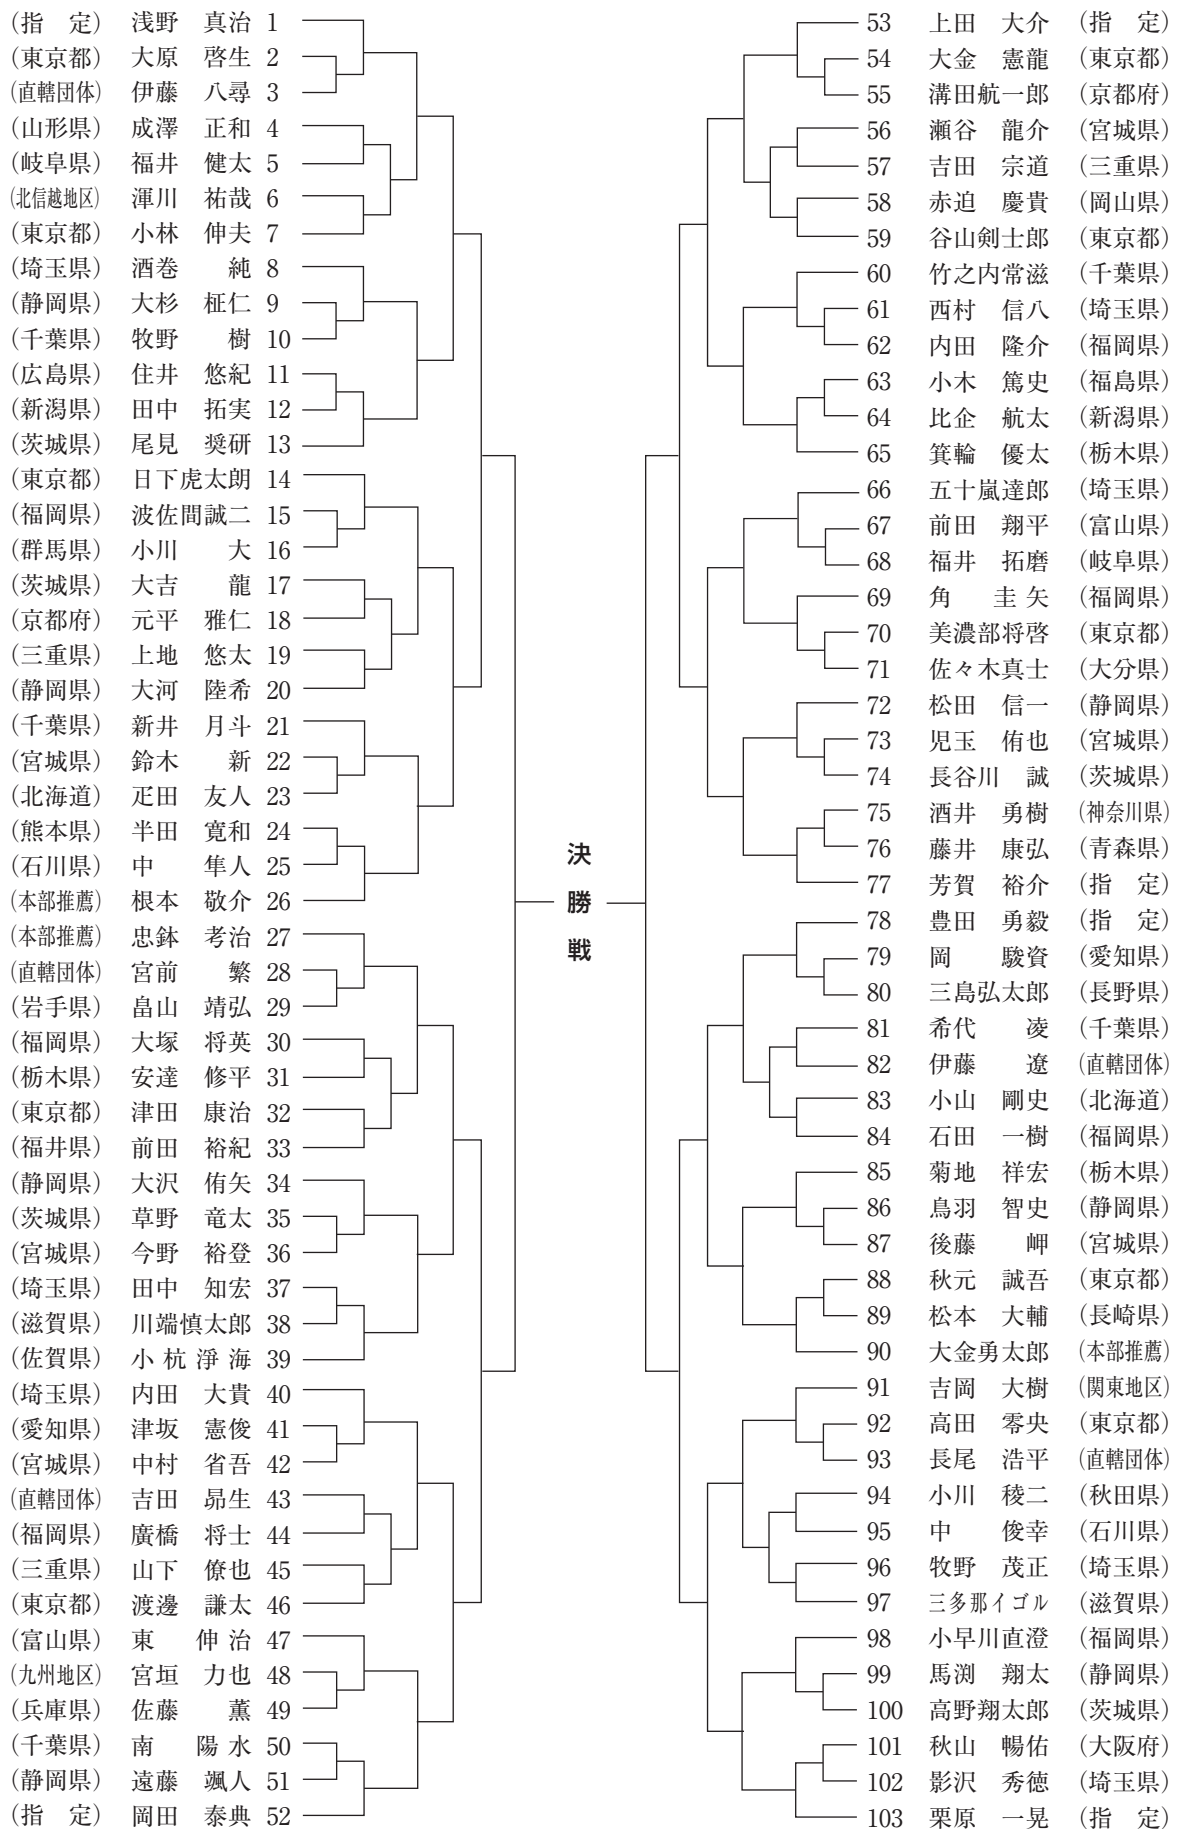 (指　定) 浅野　真治 1
(東京都) 大原　啓生 2
(直轄団体) 伊藤　八尋 3
(山形県) 成澤　正和 4
(岐阜県) 福井　健太 5
(北信越地区) 渾川　祐哉 6
(東京都) 小林　伸夫 7
(埼玉県) 酒巻　　純 8
(静岡県) 大杉　柾仁 9
(千葉県) 牧野　　樹 10
(広島県) 住井　悠紀 11
(新潟県) 田中　拓実 12
(茨城県) 尾見　奨研 13
(東京都) 日下虎太朗 14
(福岡県) 波佐間誠二 15
(群馬県) 小川　　大 16
(茨城県) 大吉　　龍 17
(京都府) 元平　雅仁 18
(三重県) 上地　悠太 19
(静岡県) 大河　陸希 20
(千葉県) 新井　月斗 21
(宮城県) 鈴木　　新 22
(北海道) 疋田　友人 23
(熊本県) 半田　寛和 24
(石川県) 中　　隼人 25
(本部推薦) 根本　敬介 26
(本部推薦) 忠鉢　考治 27
(直轄団体) 宮前　　繁 28
(岩手県) 畠山　靖弘 29
(福岡県) 大塚　将英 30
(栃木県) 安達　修平 31
(東京都) 津田　康治 32
(福井県) 前田　裕紀 33
(静岡県) 大沢　侑矢 34
(茨城県) 草野　竜太 35
(宮城県) 今野　裕登 36
(埼玉県) 田中　知宏 37
(滋賀県) 川端慎太郎 38
(佐賀県) 小杭淨海 39
(埼玉県) 内田　大貴 40
(愛知県) 津坂　憲俊 41
(宮城県) 中村　省吾 42
(直轄団体) 吉田　昴生 43
(福岡県) 廣橋　将士 44
(三重県) 山下　僚也 45
(東京都) 渡邊　謙太 46
(富山県) 東　伸治 47
(九州地区) 宮垣　力也 48
(兵庫県) 佐藤　　薫 49
(千葉県) 南　陽水 50
(静岡県) 遠藤　颯人 51
(指　定) 岡田　泰典 52
決勝戦
53 上田　大介 (指　定)
54 大金　憲龍 (東京都)
55 溝田航一郎 (京都府)
56 瀬谷　龍介 (宮城県)
57 吉田　宗道 (三重県)
58 赤迫　慶貴 (岡山県)
59 谷山剣士郎 (東京都)
60 竹之内常滋 (千葉県)
61 西村　信八 (埼玉県)
62 内田　隆介 (福岡県)
63 小木　篤史 (福島県)
64 比企　航太 (新潟県)
65 箕輪　優太 (栃木県)
66 五十嵐達郎 (埼玉県)
67 前田　翔平 (富山県)
68 福井　拓磨 (岐阜県)
69 角　圭矢 (福岡県)
70 美濃部将啓 (東京都)
71 佐々木真士 (大分県)
72 松田　信一 (静岡県)
73 児玉　侑也 (宮城県)
74 長谷川　誠 (茨城県)
75 酒井　勇樹 (神奈川県)
76 藤井　康弘 (青森県)
77 芳賀　裕介 (指　定)
78 豊田　勇毅 (指　定)
79 岡　　駿資 (愛知県)
80 三島弘太郎 (長野県)
81 希代　　凌 (千葉県)
82 伊藤　　遼 (直轄団体)
83 小山　剛史 (北海道)
84 石田　一樹 (福岡県)
85 菊地　祥宏 (栃木県)
86 鳥羽　智史 (静岡県)
87 後藤　　岬 (宮城県)
88 秋元　誠吾 (東京都)
89 松本　大輔 (長崎県)
90 大金勇太郎 (本部推薦)
91 吉岡　大樹 (関東地区)
92 高田　零央 (東京都)
93 長尾　浩平 (直轄団体)
94 小川　稜二 (秋田県)
95 中　　俊幸 (石川県)
96 牧野　茂正 (埼玉県)
97 三多那イゴル (滋賀県)
98 小早川直澄 (福岡県)
99 馬渕　翔太 (静岡県)
100 高野翔太郎 (茨城県)
101 秋山　暢佑 (大阪府)
102 影沢　秀徳 (埼玉県)
103 栗原　一晃 (指　定)